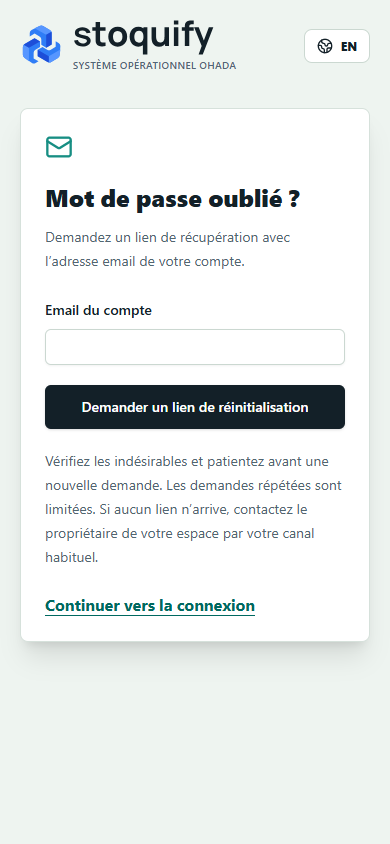 stoquify
SYSTÈME OPÉRATIONNEL OHADA
EN
Mot de passe oublié ?
Demandez un lien de récupération avec
l’adresse email de votre compte.
Email du compte
Demander un lien de réinitialisation
Vérifiez les indésirables et patientez avant une
nouvelle demande. Les demandes répétées sont
limitées. Si aucun lien n’arrive, contactez le
propriétaire de votre espace par votre canal
habituel.
Continuer vers la connexion